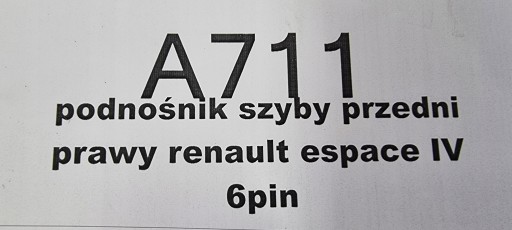 A711
podnośnik szyby przedni
prawy renault espace IV
6pin